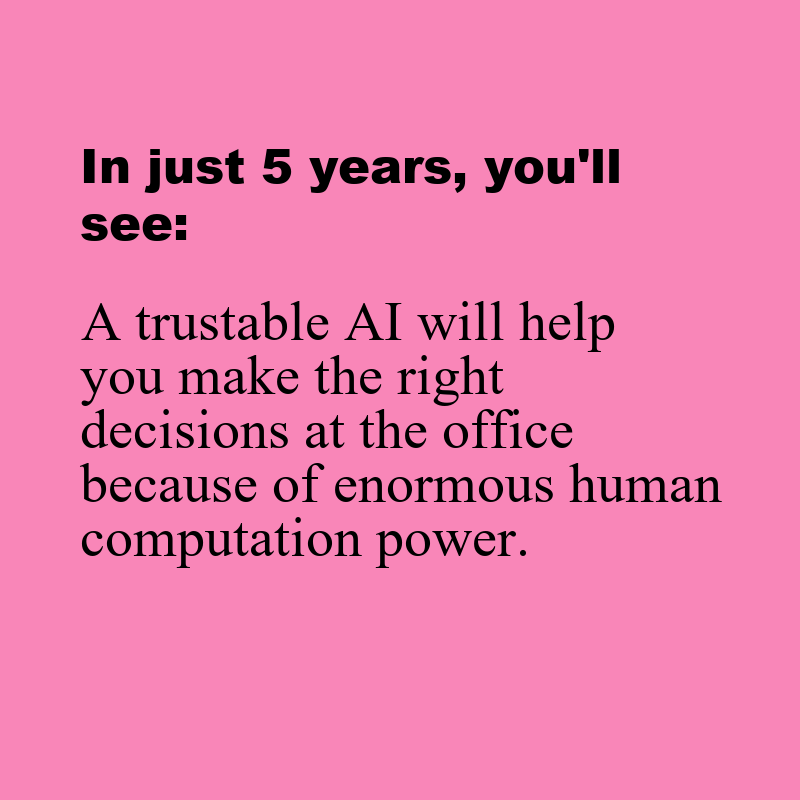 In just 5 years, you'll
see:
A trustable AI will help
you make the right
decisions at the office
because of enormous human
computation power.